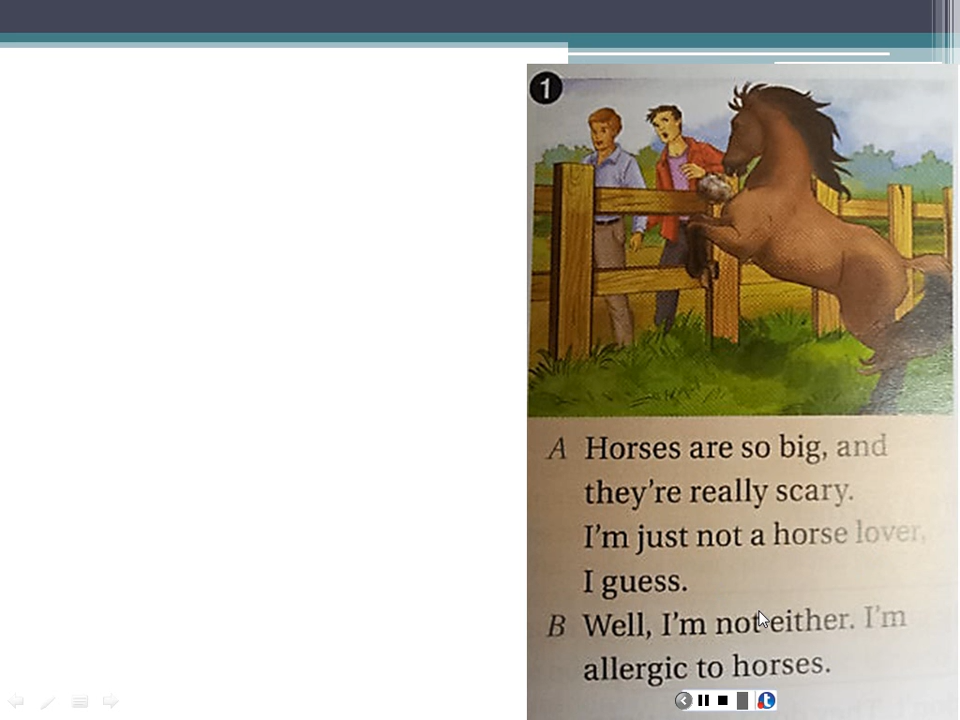 1
A Horses are so big, and
they're really scary.
I'm just not a horse lover,
I guess.
B Well, I'm not either. I'm
allergic to horses.